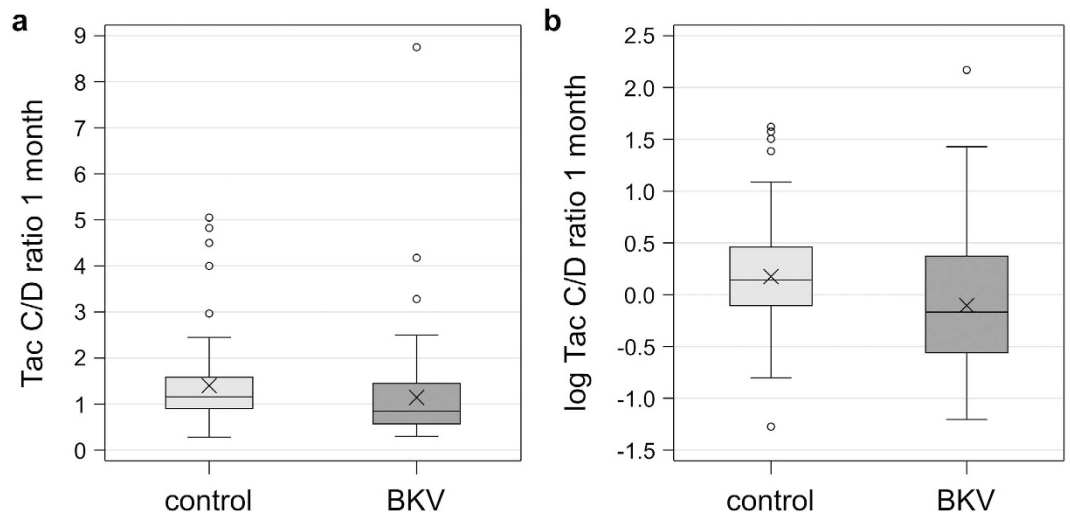 a
Tac C/D ratio 1 month
9
8
7
6
5
4
3
2
1
0
control
BKV
b
log Tac C/D ratio 1 month
2.5
2.0
1.5
1.0
0.5
0.0
-0.5
-1.0
-1.5
control
BKV